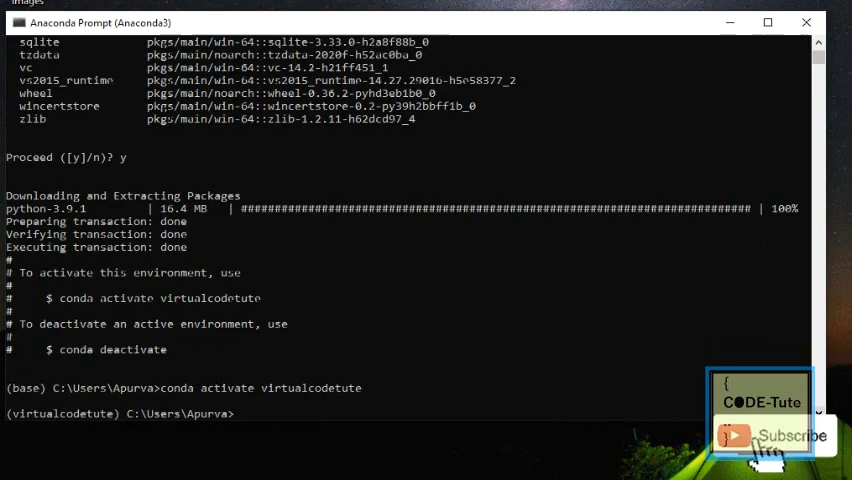 Images
Anaconda Prompt (Anaconda3)
sqlite pkgs/main/win-64::sqlite-3.33.0-h2a8f88b_0
tzdata pkgs/main/noarch::tzdata-2020f-h52ac0ba_0
vc pkgs/main/win-64::vc-14.2-h21ff451_1
vs2015_runtime pkgs/main/win-64::vs2015_runtime-14.27.29016-h5e58377_2
wheel pkgs/main/noarch::wheel-0.36.2-pyhd3eb1b0_0
wincertstore pkgs/main/win-64::wincertstore-0.2-py39h2bbff1b_0
zlib pkgs/main/win-64::zlib-1.2.11-h62dcd97_4
Proceed ([y]/n)? y
Downloading and Extracting Packages
python-3.9.1 | 16.4 MB | ############################################################################ | 100%
Preparing transaction: done
Verifying transaction: done
Executing transaction: done
#
# To activate this environment, use
#
# $ conda activate virtualcodetute
#
# To deactivate an active environment, use
#
# $ conda deactivate
(base) C:\Users\Apurva>conda activate virtualcodetute
(virtualcodetute) C:\Users\Apurva>
{
CODE-Tute
}
Subscribe